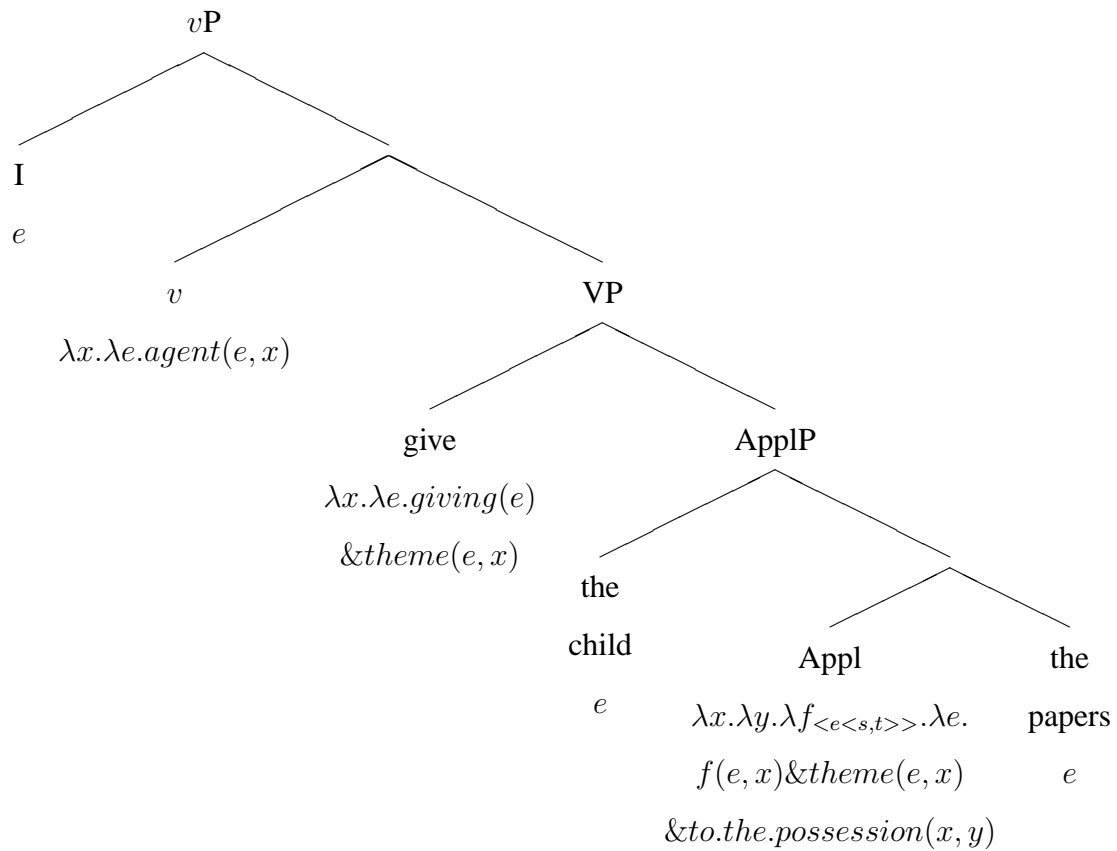 vP
I
e
v
λx.λe.agent(e, x)
VP
give
λx.λe.giving(e)
&theme(e, x)
ApplP
the
child
e
Appl
λx.λy.λf<e<s,t>>.λe.
f(e, x)&theme(e, x)
&to.the.possession(x, y)
the
papers
e